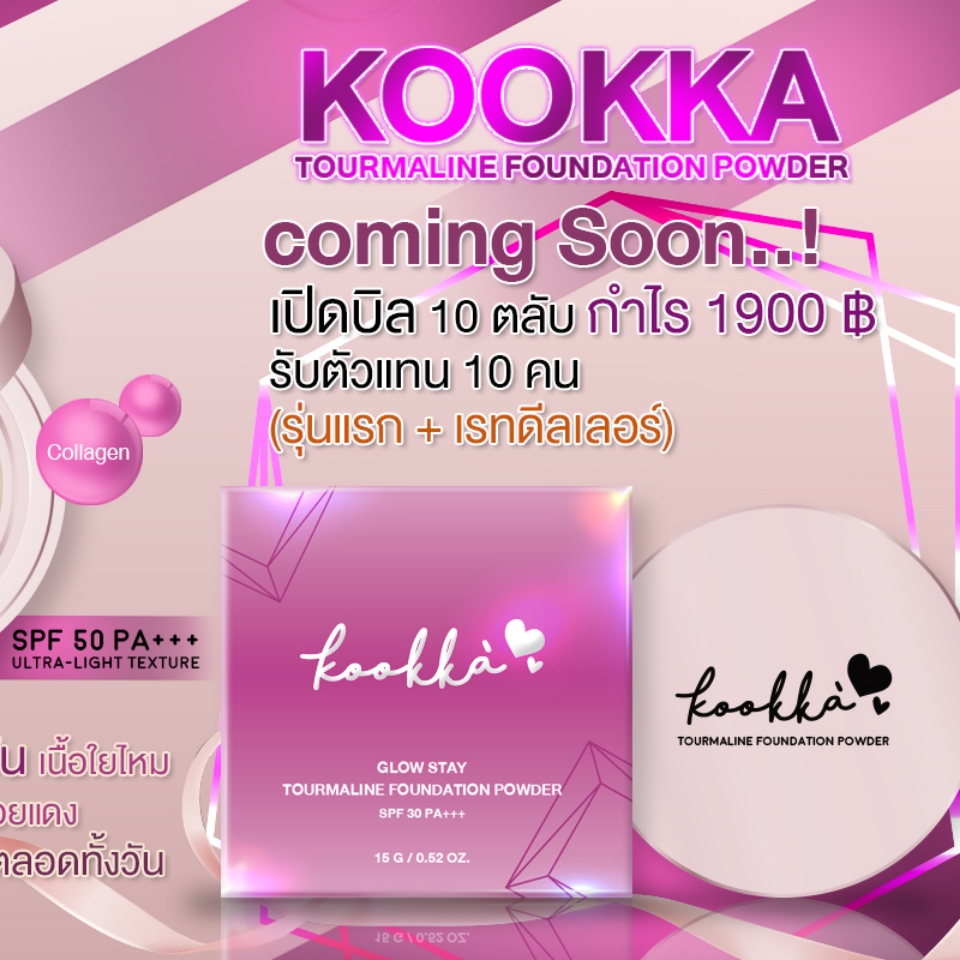 KOOKKA
TOURMALINE FOUNDATION POWDER
coming Soon..!
เปิดบิล 10 ตลับ กำไร 1900 ฿
รับตัวแทน 10 คน
(รุ่นแรก + เรทดีลเลอร์)
Collagen
SPF 50 PA+++
ULTRA-LIGHT TEXTURE
เนื้อใยไหม
ตลอดทั้งวัน
kookkà
GLOW STAY
TOURMALINE FOUNDATION POWDER
SPF 30 PA+++
15 G / 0.52 OZ.
kookkà
TOURMALINE FOUNDATION POWDER